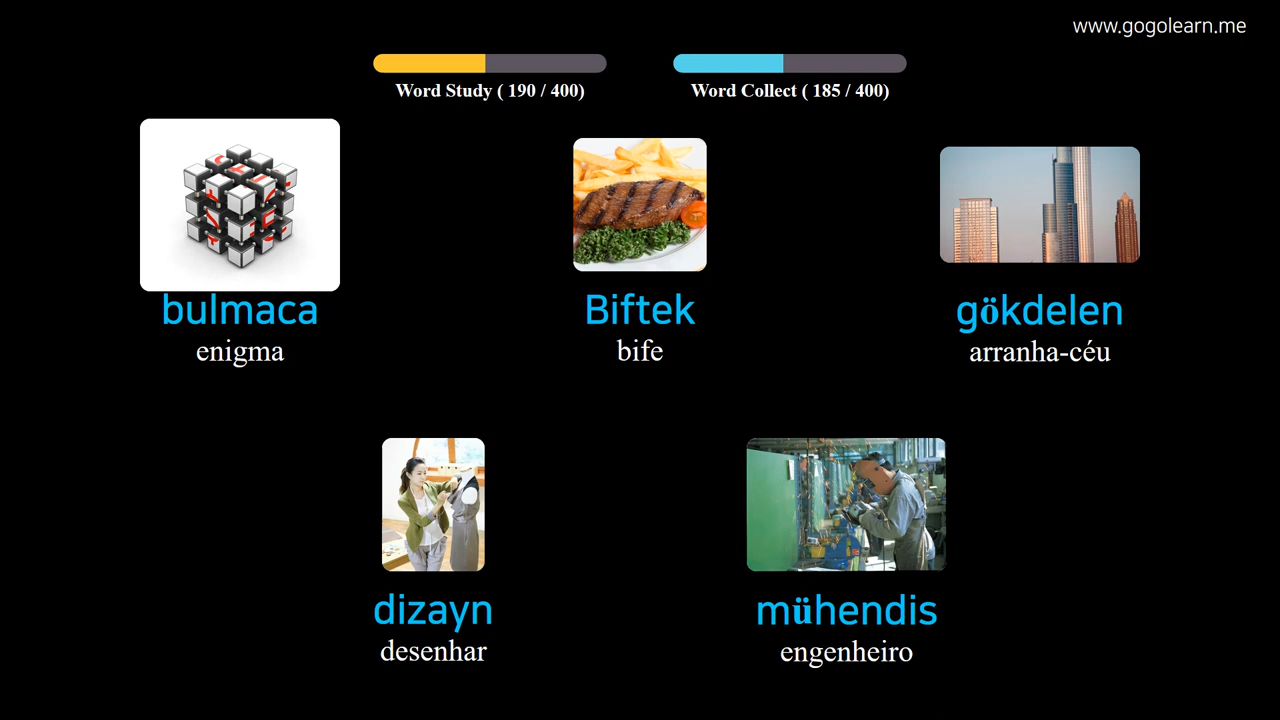 www.gogolearn.me
Word Study ( 190 / 400)
Word Collect ( 185 / 400)
bulmaca
enigma
Biftek
bife
gökdelen
arranha-céu
dizayn
desenhar
mühendis
engenheiro